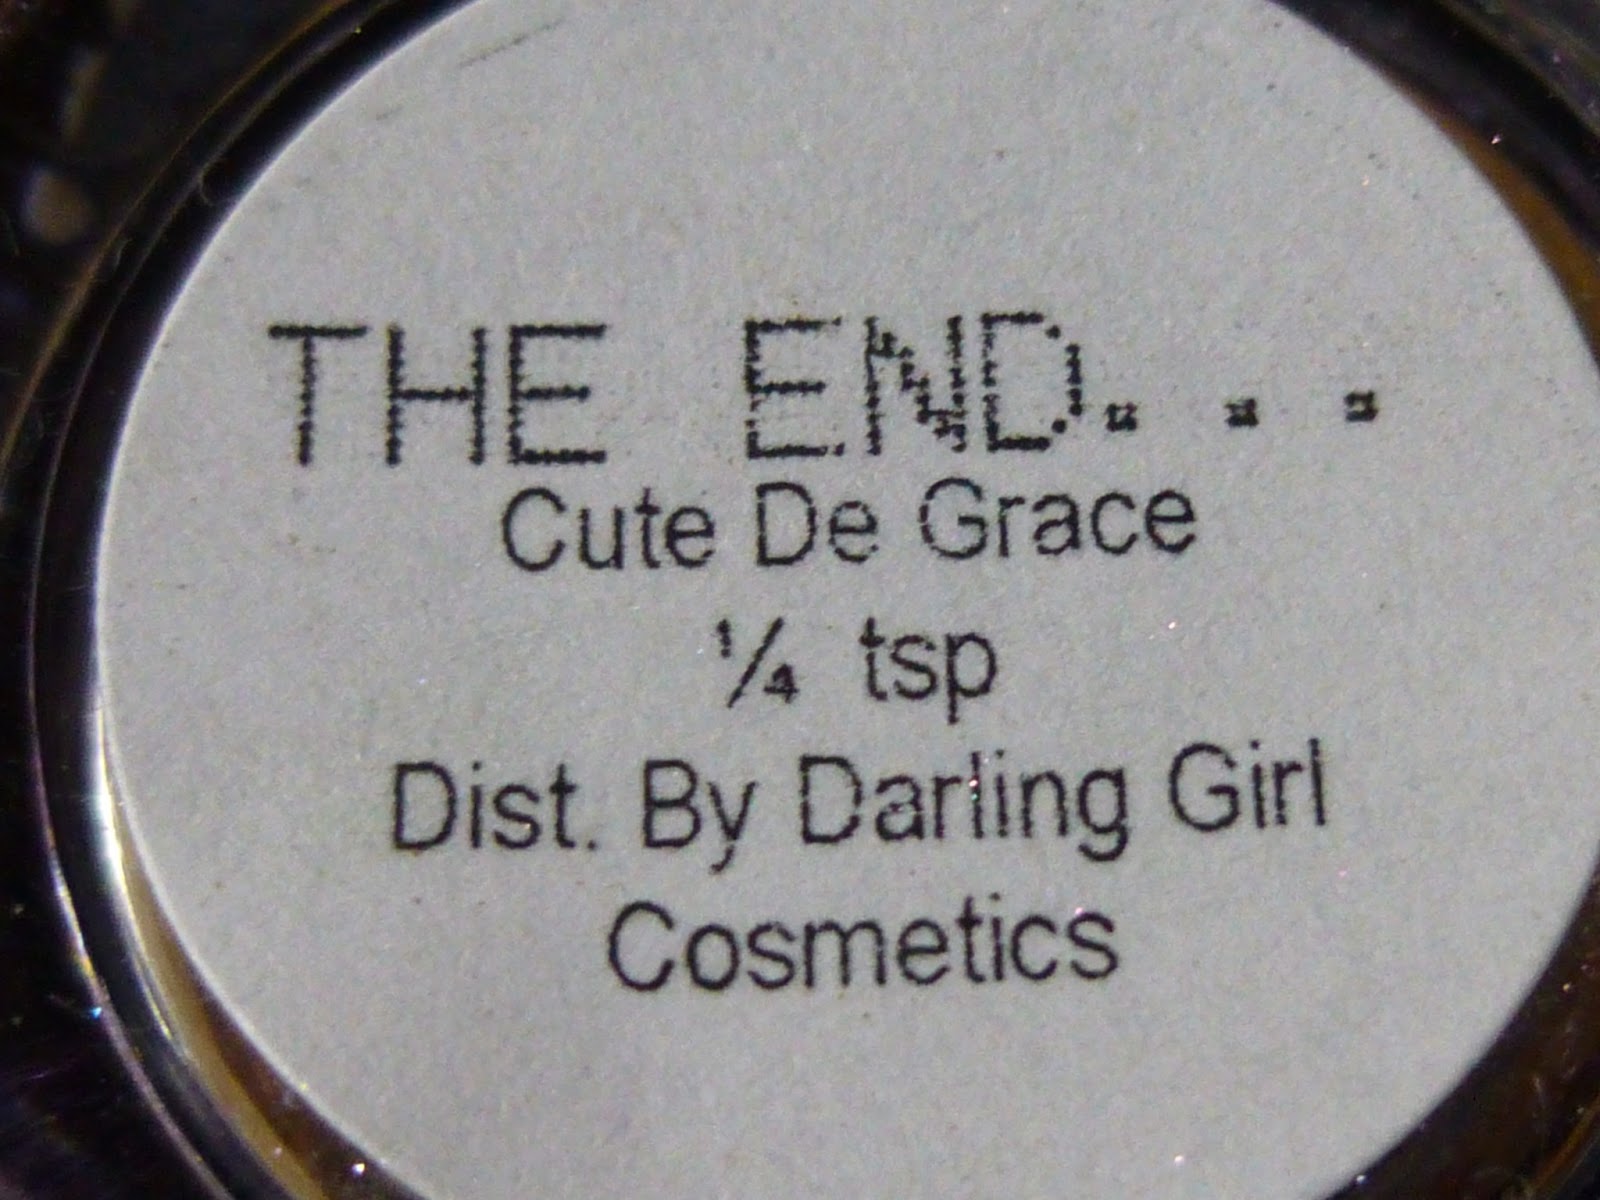 THE END...
Cute De Grace
¼ tsp
Dist. By Darling Girl
Cosmetics